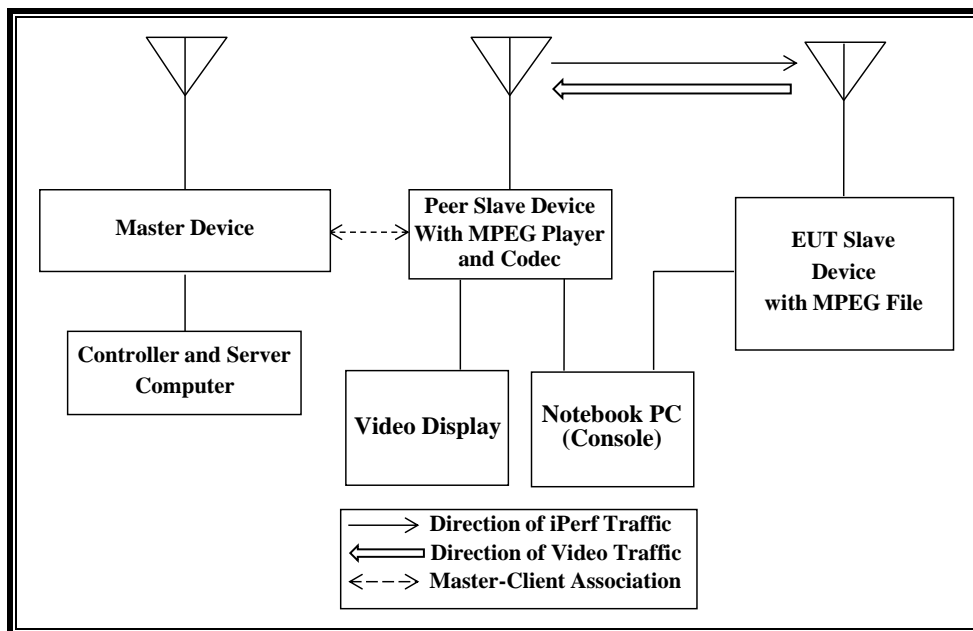 Master Device
Peer Slave Device
With MPEG Player
and Codec
EUT Slave
Device
with MPEG File
Controller and Server
Computer
Video Display
Notebook PC
(Console)
Direction of iPerf Traffic
Direction of Video Traffic
Master-Client Association